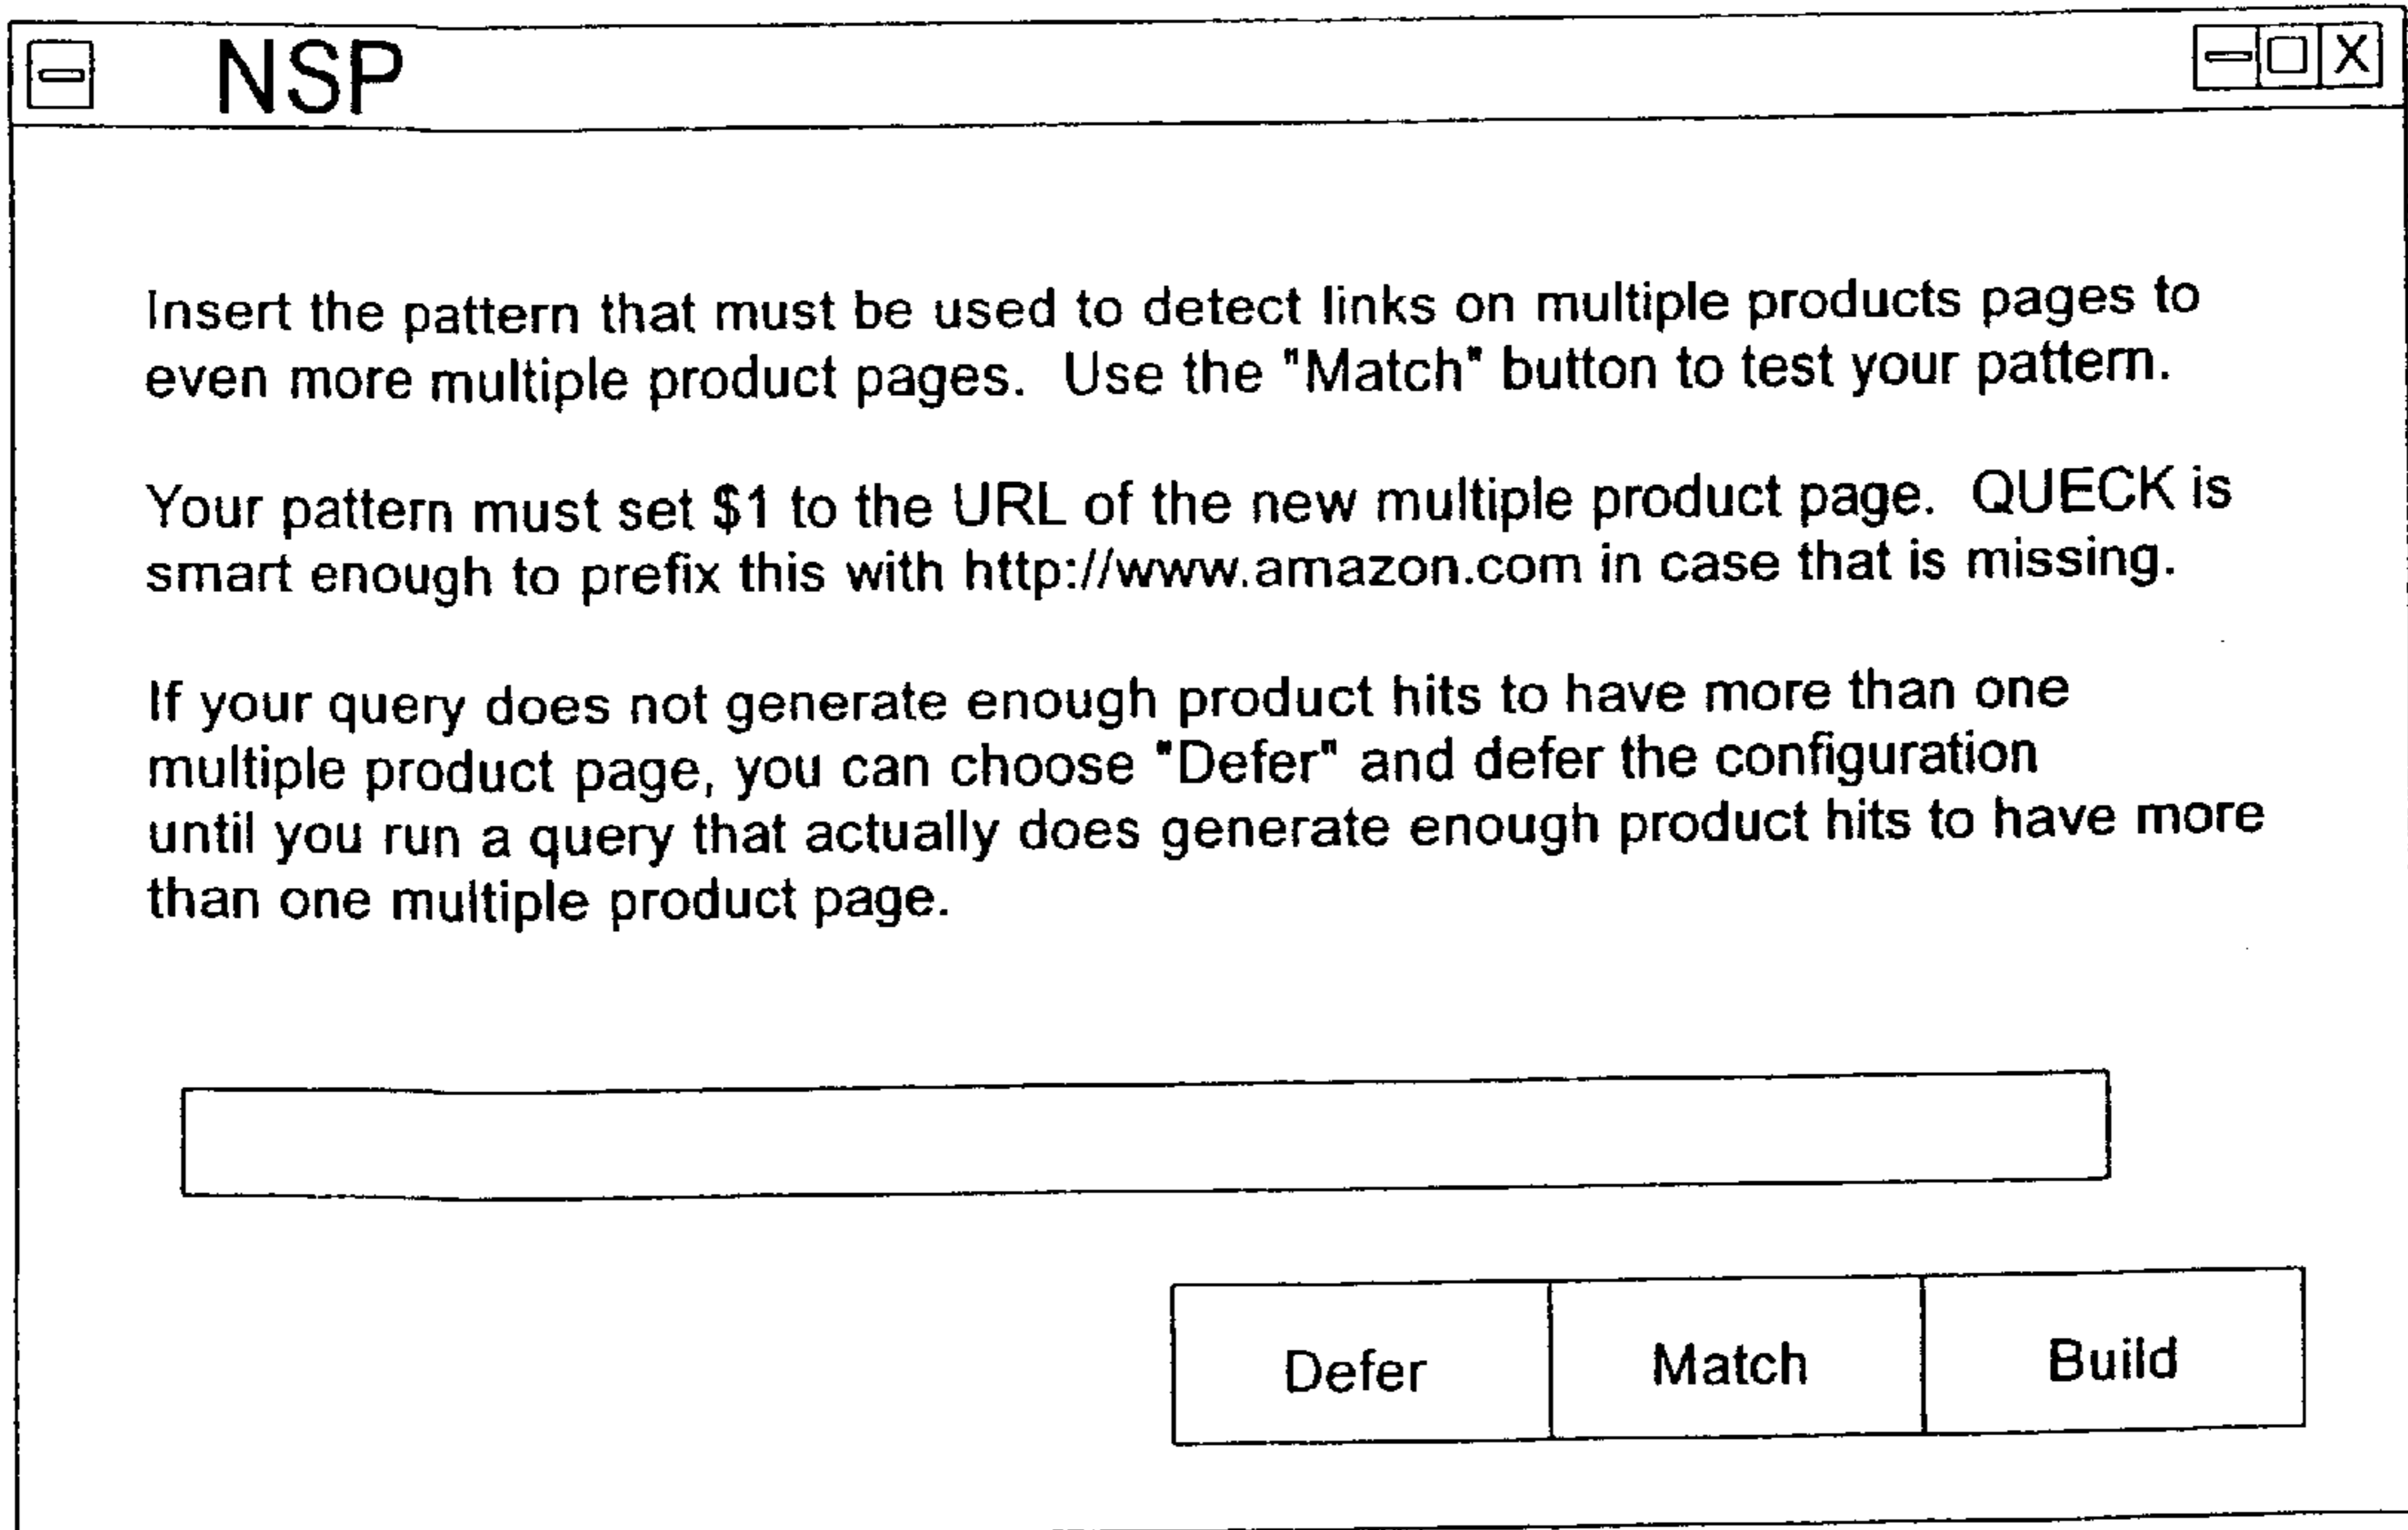 NSP
X
Insert the pattern that must be used to detect links on multiple products pages to
even more multiple product pages.  Use the "Match" button to test your pattern.
Your pattern must set $1 to the URL of the new multiple product page.  QUECK is
smart enough to prefix this with http://www.amazon.com in case that is missing.
If your query does not generate enough product hits to have more than one
multiple product page, you can choose "Defer" and defer the configuration
until you run a query that actually does generate enough product hits to have more
than one multiple product page.
Defer Match Build